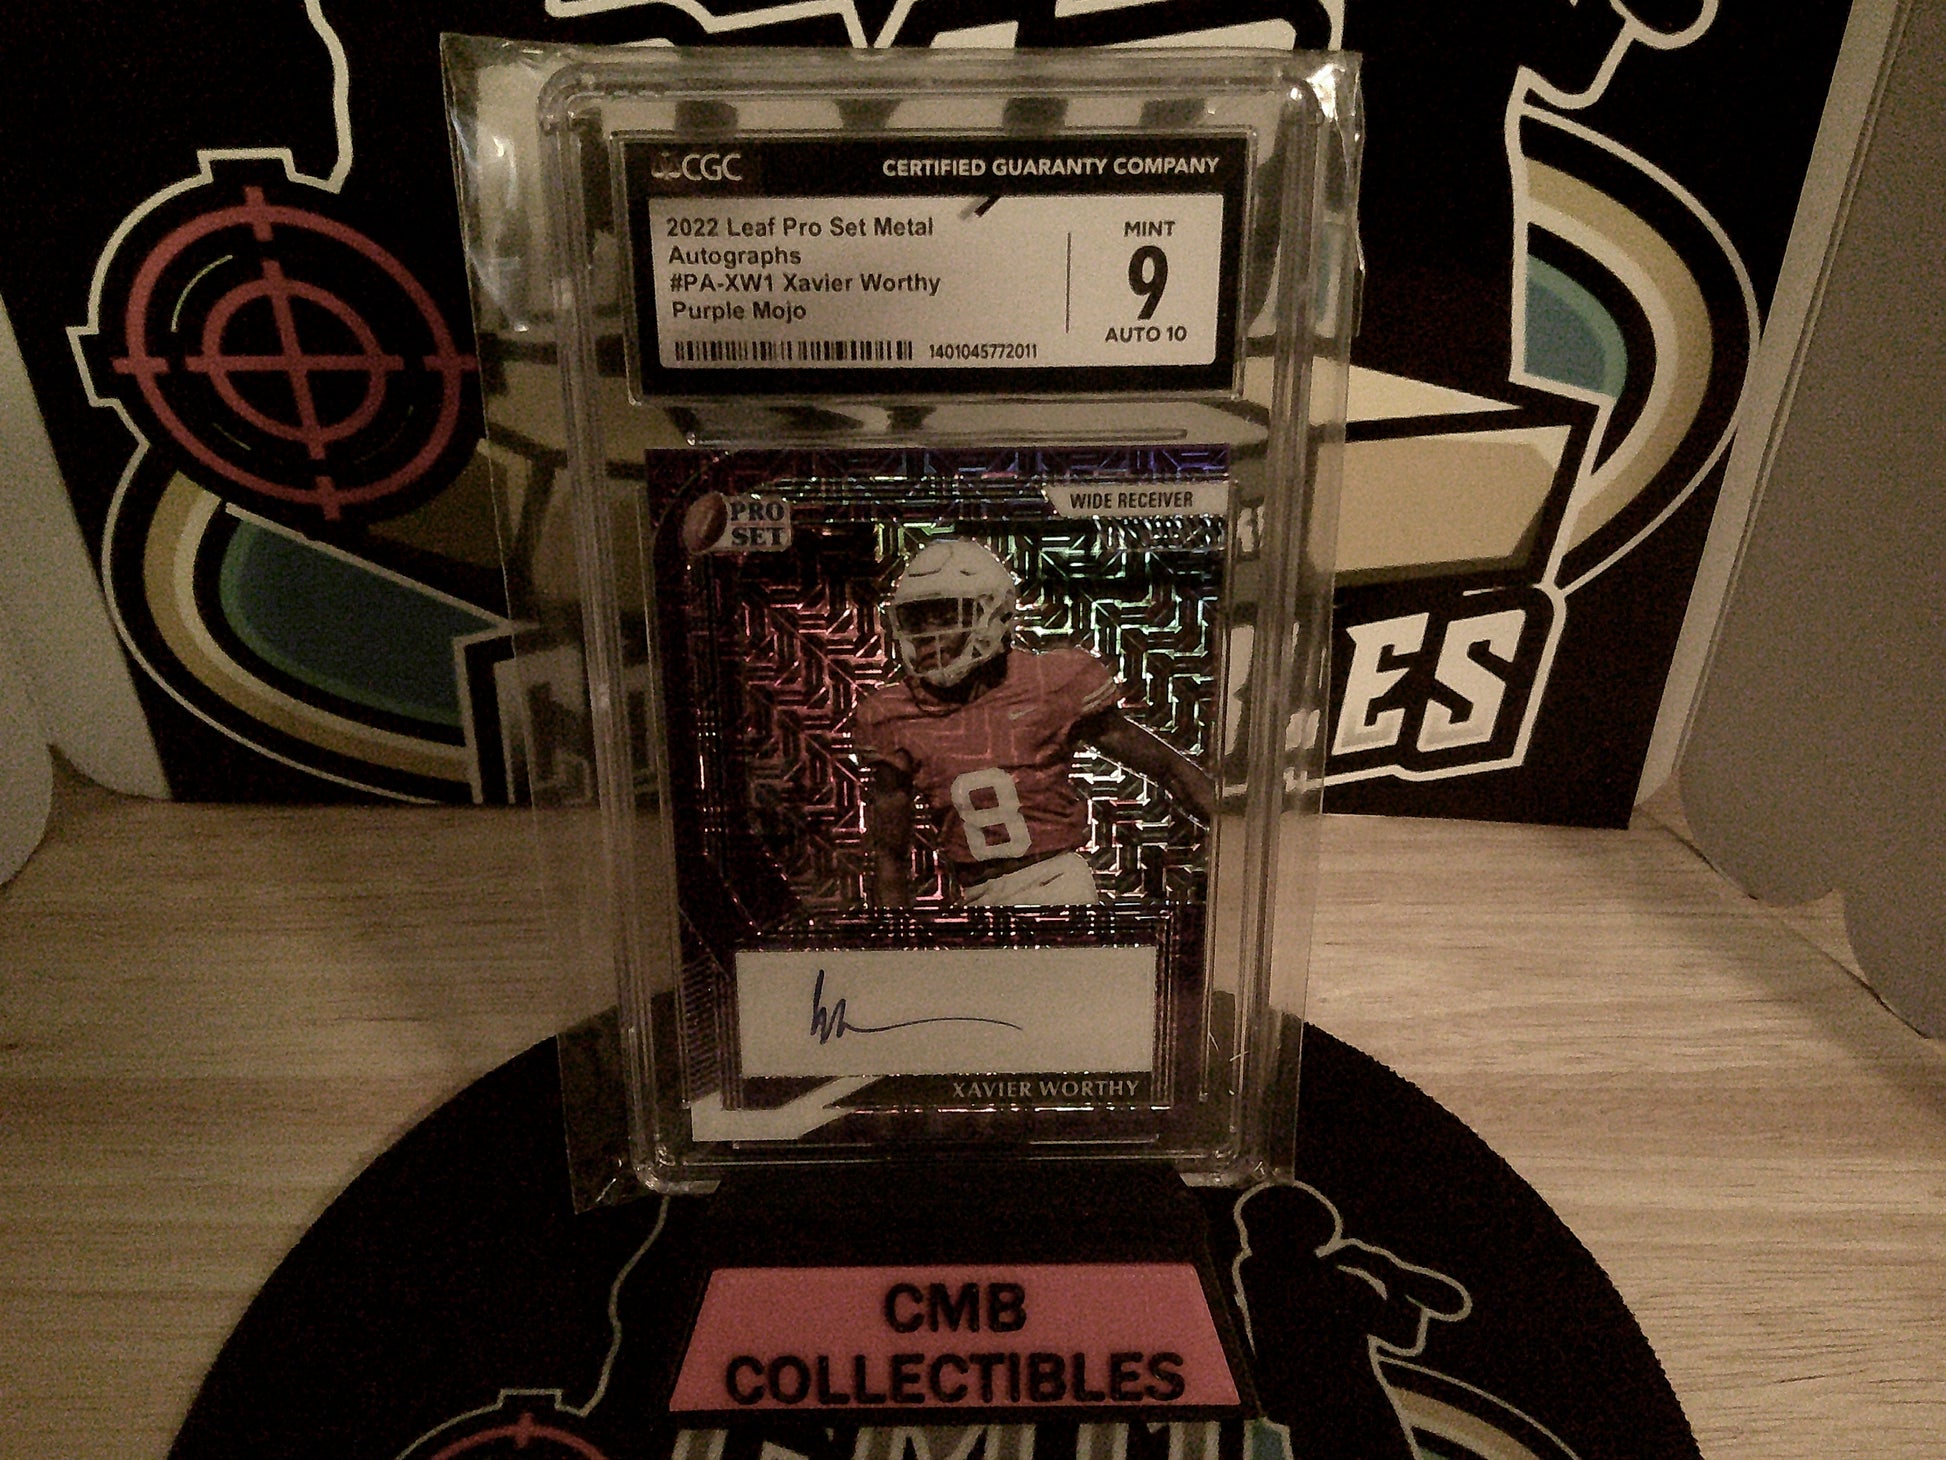 CGC
CERTIFIED GUARANTY COMPANY
2022 Leaf Pro Set Metal
Autographs
#PA-XW1 Xavier Worthy
Purple Mojo
1401045772011
MINT
9
AUTO 10
PRO
SET
WIDE RECEIVER
8
XAVIER WORTHY
CMB
COLLECTIBLES